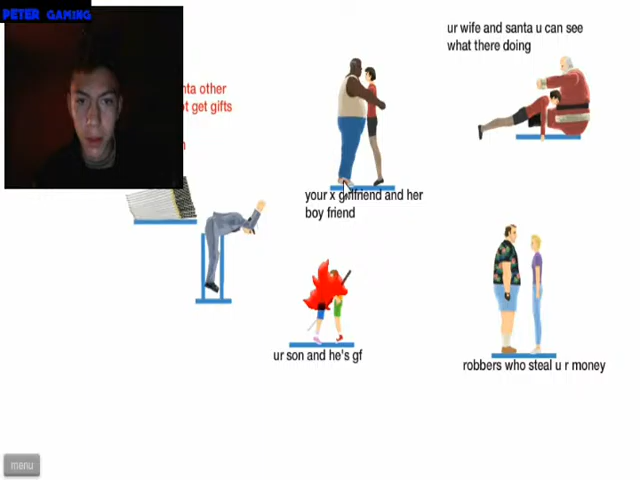 PETER GAMING
ur wife and santa u can see
what there doing
nta other
ot get gifts
your x girlfriend and her
boy friend
ur son and he's gf
robbers who steal u r money
menu